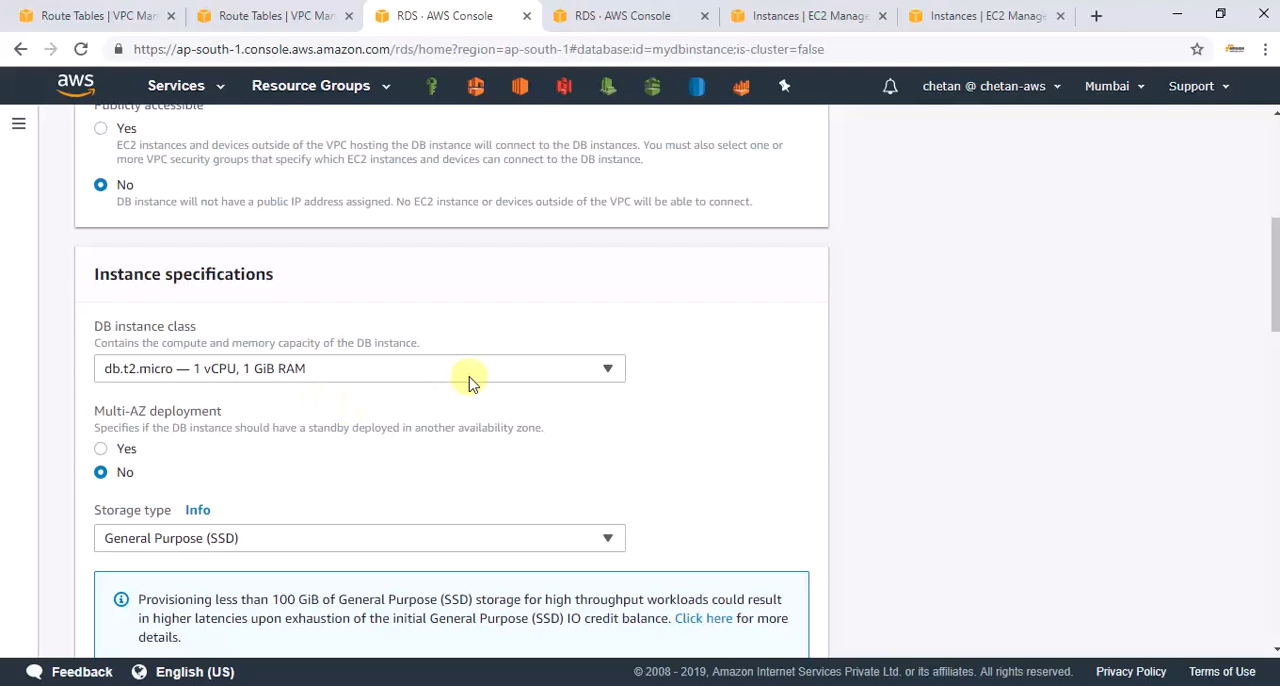 Route Tables | VPC Man
Route Tables | VPC Man
RDS · AWS Console
RDS · AWS Console
Instances | EC2 Manage
Instances | EC2 Manage
https://ap-south-1.console.aws.amazon.com/rds/home?region=ap-south-1#database:id=mydbinstance;is-cluster=false
aws
Services
Resource Groups
chetan @ chetan-aws
Mumbai
Support
Publicly accessible
Yes
EC2 instances and devices outside of the VPC hosting the DB instance will connect to the DB instances. You must also select one or
more VPC security groups that specify which EC2 instances and devices can connect to the DB instance.
No
DB instance will not have a public IP address assigned. No EC2 instance or devices outside of the VPC will be able to connect.
Instance specifications
DB instance class
Contains the compute and memory capacity of the DB instance.
db.t2.micro — 1 vCPU, 1 GiB RAM
Multi-AZ deployment
Specifies if the DB instance should have a standby deployed in another availability zone.
Yes
No
Storage type Info
General Purpose (SSD)
Provisioning less than 100 GiB of General Purpose (SSD) storage for high throughput workloads could result
in higher latencies upon exhaustion of the initial General Purpose (SSD) IO credit balance. Click here for more
details.
Feedback
English (US)
© 2008 - 2019, Amazon Internet Services Private Ltd. or its affiliates. All rights reserved.
Privacy Policy
Terms of Use